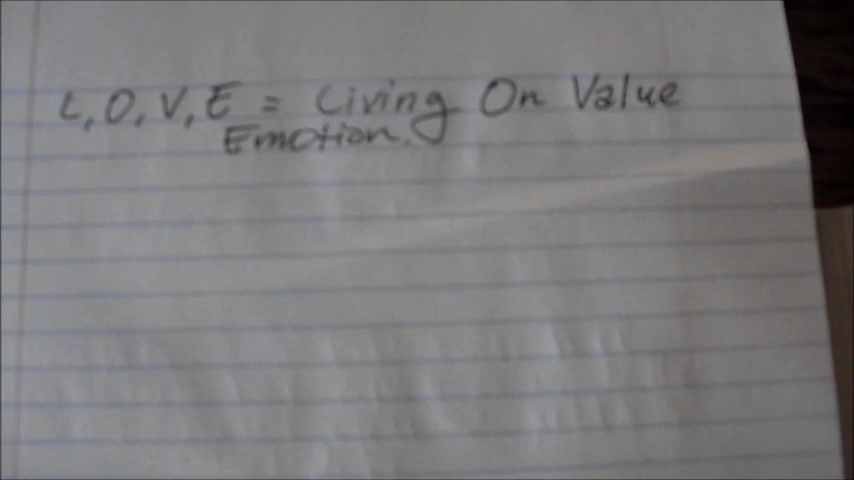 L, O, V, E = Living On Value
Emotion.